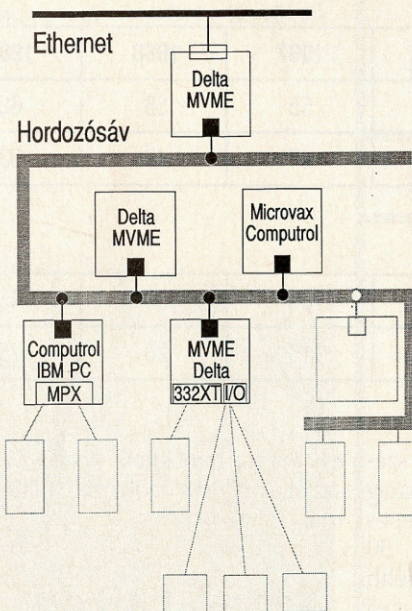 Ethernet
Delta
MVME
Hordozósáv
Delta
MVME
Microvax
Computrol
Computrol
IBM PC
MPX
MVME
Delta
332XT I/O